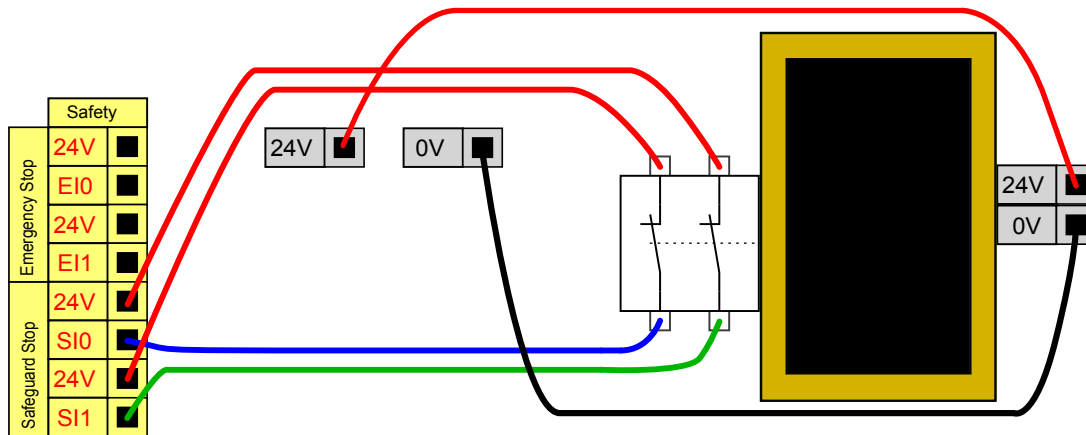 Safety
Emergency Stop
24V
EI0
24V
EI1
Safeguard Stop
24V
SI0
24V
SI1
24V
0V
24V
0V